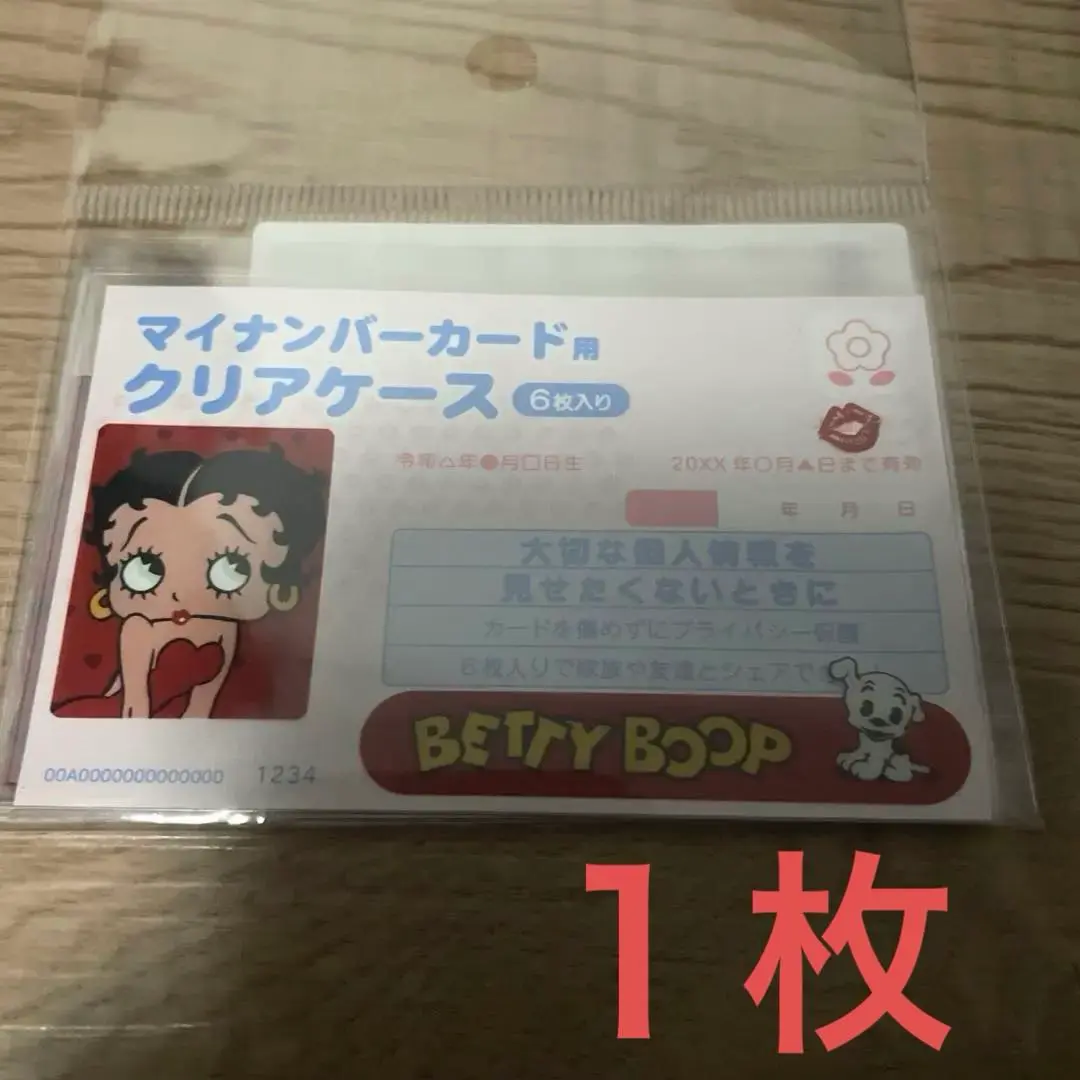 マイナンバーカード用
クリアケース 6枚入り
令和△年●月□日生 20XX年○月▲日まで有効
年 月 日
大切な個人情報を
見せたくないときに
カードを傷めずにプライバシー保護
6枚入りで家族や友達とシェアでき
BETTY BOOP
00A0000000000000 1234
1枚